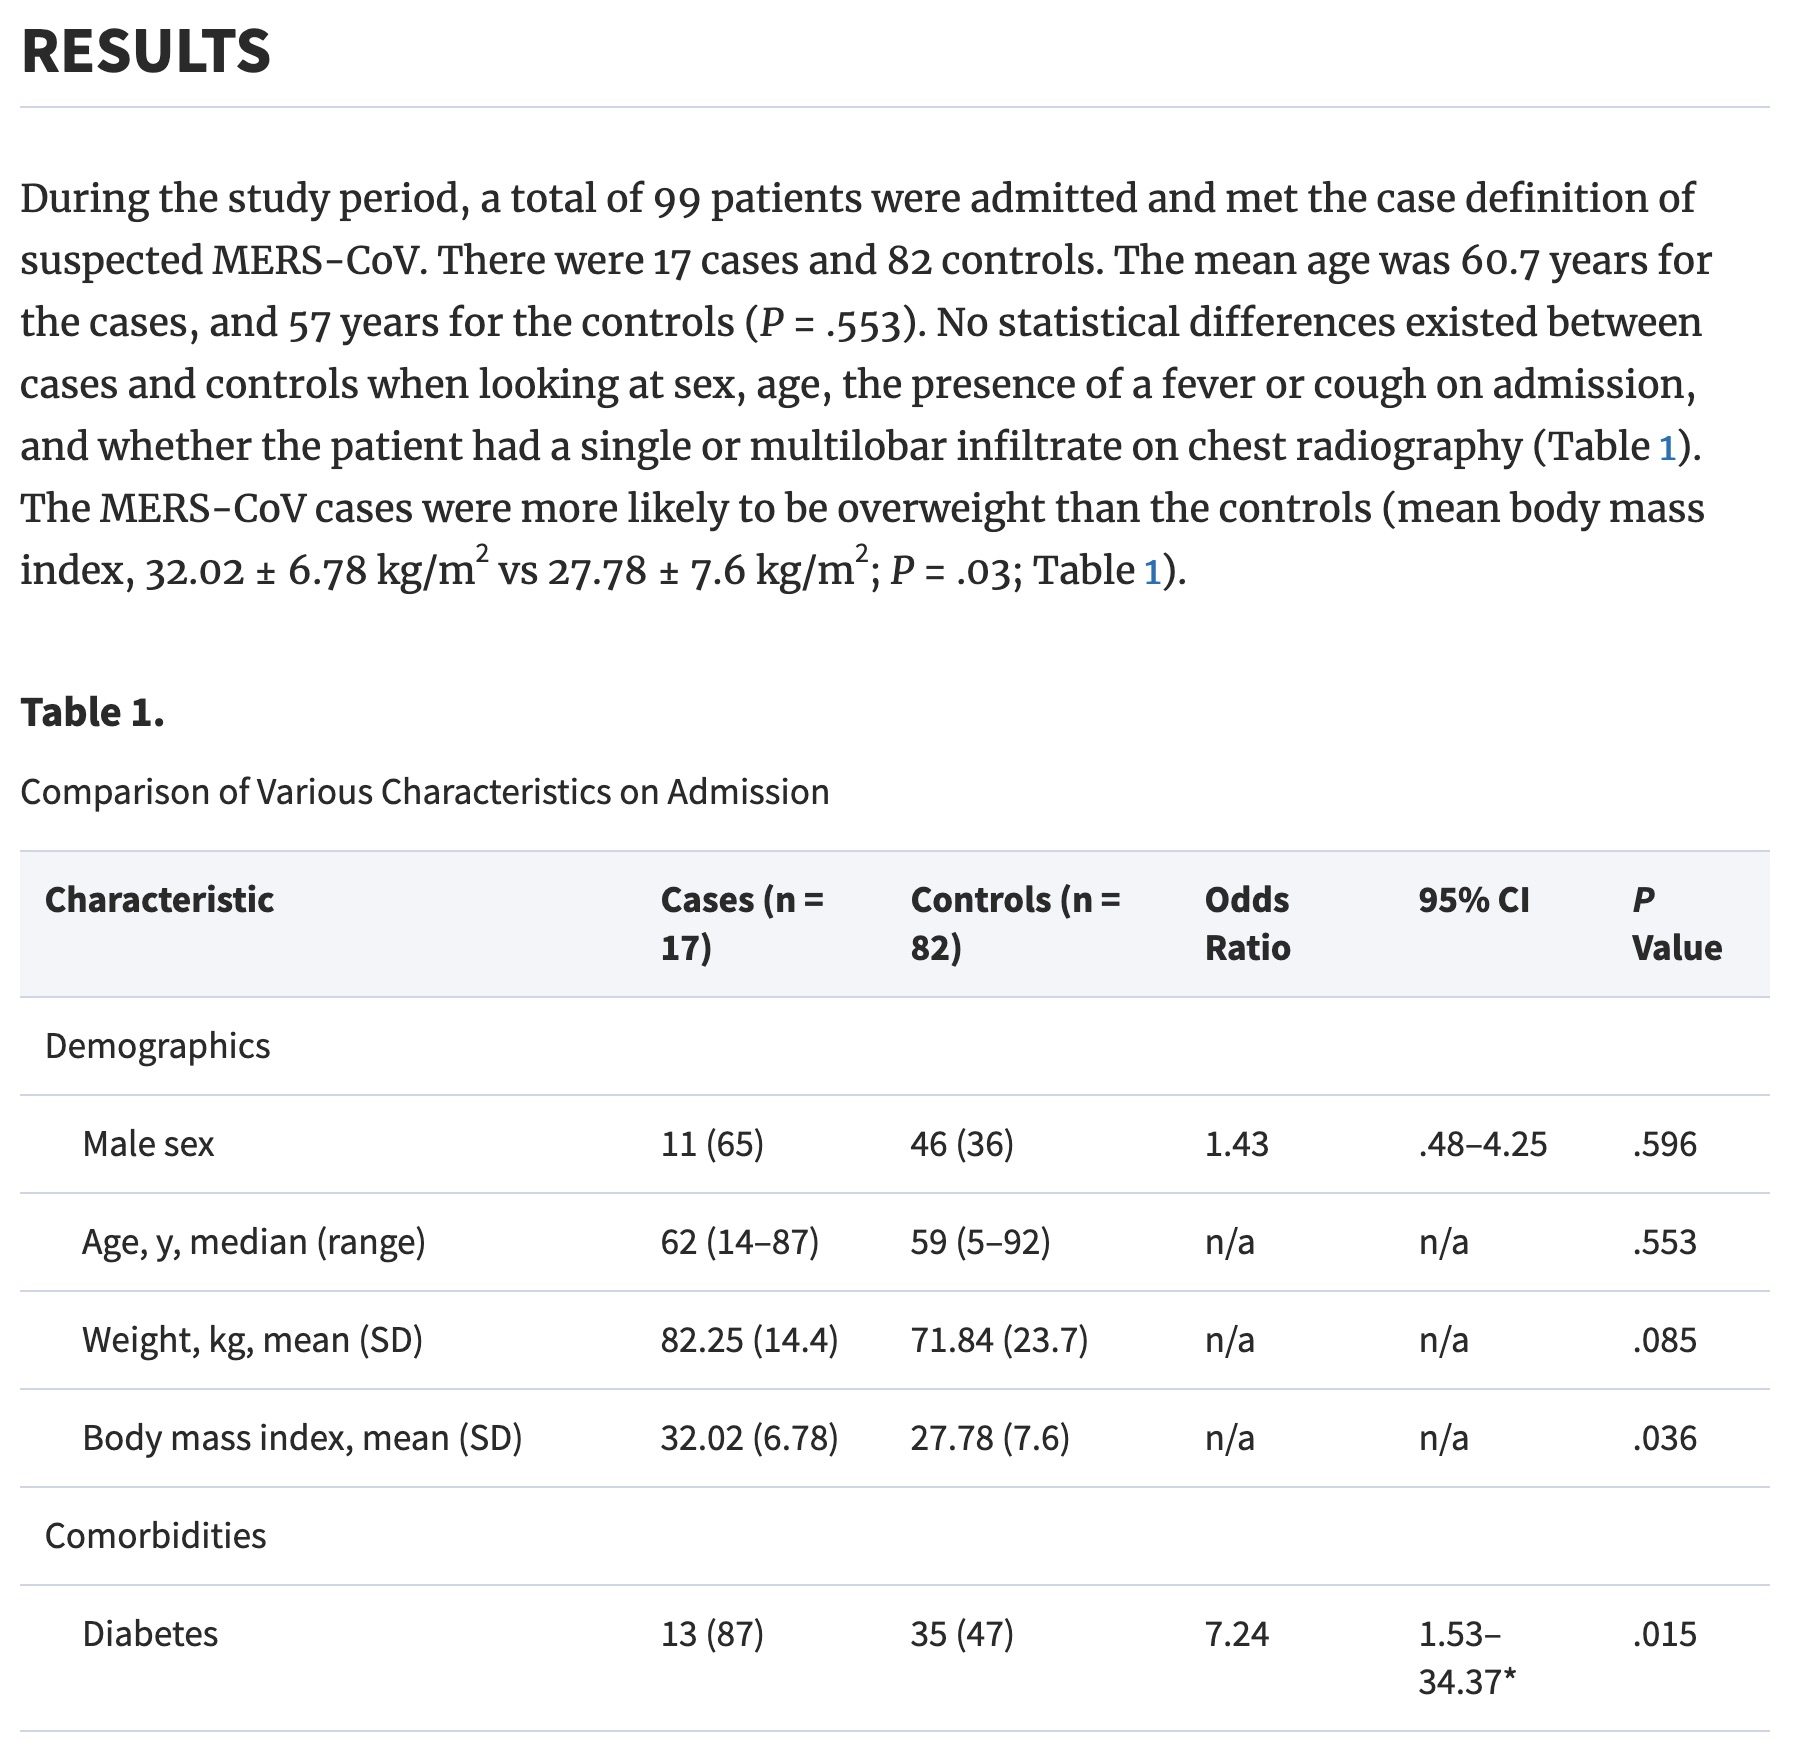 RESULTS
During the study period, a total of 99 patients were admitted and met the case definition of
suspected MERS-CoV. There were 17 cases and 82 controls. The mean age was 60.7 years for
the cases, and 57 years for the controls (P = .553). No statistical differences existed between
cases and controls when looking at sex, age, the presence of a fever or cough on admission,
and whether the patient had a single or multilobar infiltrate on chest radiography (Table 1).
The MERS-CoV cases were more likely to be overweight than the controls (mean body mass
index, 32.02 ± 6.78 kg/m² vs 27.78 ± 7.6 kg/m²; P = .03; Table 1).
Table 1.
Comparison of Various Characteristics on Admission
Characteristic Cases (n = Controls (n = Odds 95% CI P
17) 82) Ratio Value
Demographics
Male sex 11 (65) 46 (36) 1.43 .48–4.25 .596
Age, y, median (range) 62 (14–87) 59 (5–92) n/a n/a .553
Weight, kg, mean (SD) 82.25 (14.4) 71.84 (23.7) n/a n/a .085
Body mass index, mean (SD) 32.02 (6.78) 27.78 (7.6) n/a n/a .036
Comorbidities
Diabetes 13 (87) 35 (47) 7.24 1.53– .015
34.37*